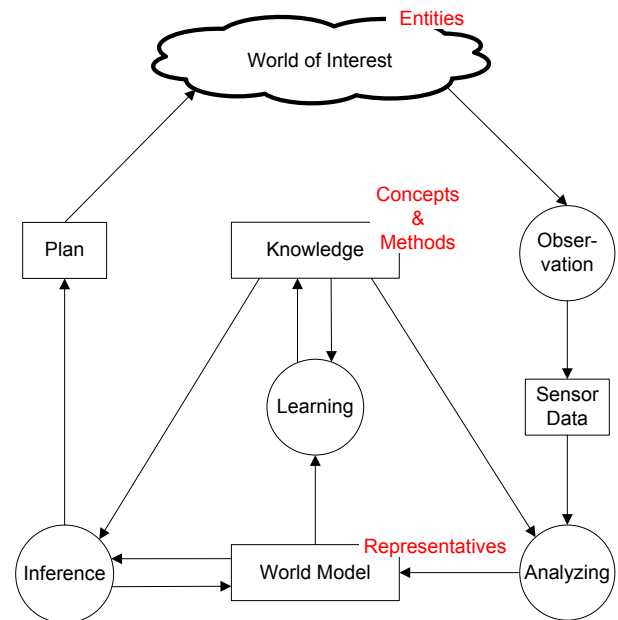 Entities
World of Interest
Concepts
&
Methods
Plan
Knowledge
Obser-
vation
Learning
Sensor
Data
Representatives
Inference
World Model
Analyzing